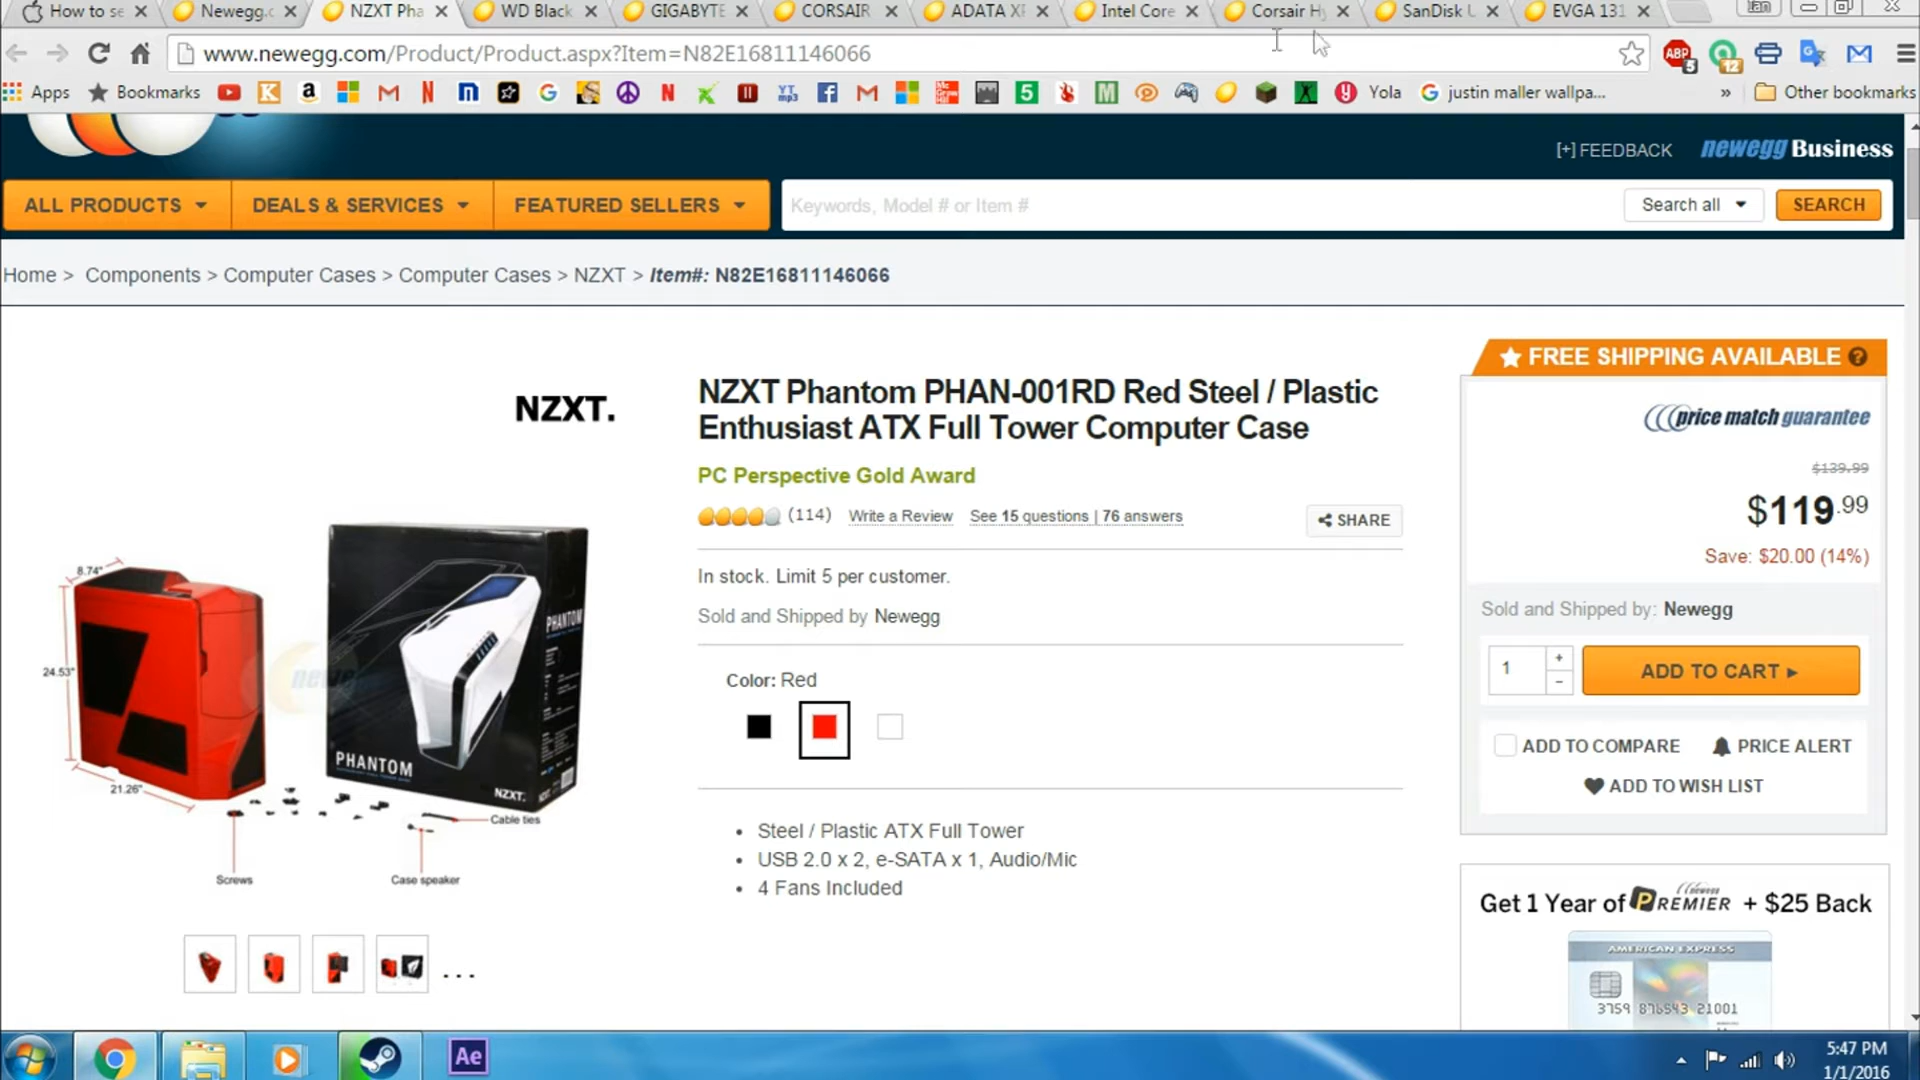 How to se
Newegg.c
NZXT Pha
WD Black
GIGABYTE
CORSAIR
ADATA XP
Intel Core
Corsair Hy
SanDisk U
EVGA 131
Ian
www.newegg.com/Product/Product.aspx?Item=N82E16811146066
ABP 5
12
Apps
Bookmarks
Yola
justin maller wallpa...
»
Other bookmarks
[+] FEEDBACK
newegg Business
ALL PRODUCTS
DEALS & SERVICES
FEATURED SELLERS
Keywords, Model # or Item #
Search all
SEARCH
Home > Components > Computer Cases > Computer Cases > NZXT > Item#: N82E16811146066
FREE SHIPPING AVAILABLE ?
NZXT.
NZXT Phantom PHAN-001RD Red Steel / Plastic
Enthusiast ATX Full Tower Computer Case
price match guarantee
PC Perspective Gold Award
$139.99
$119.99
(114)
Write a Review
See 15 questions | 76 answers
SHARE
Save: $20.00 (14%)
In stock. Limit 5 per customer.
Sold and Shipped by Newegg
Sold and Shipped by: Newegg
1
+
-
ADD TO CART ▸
Color: Red
ADD TO COMPARE
PRICE ALERT
ADD TO WISH LIST
8.74"
24.53"
21.26"
newegg
PHANTOM
PHANTOM
NZXT.
Cable ties
Screws
Case speaker
Steel / Plastic ATX Full Tower
USB 2.0 x 2, e-SATA x 1, Audio/Mic
4 Fans Included
...
Get 1 Year of newegg PREMIER + $25 Back
AMERICAN EXPRESS
3759 876543 21001
Ae
5:47 PM
1/1/2016